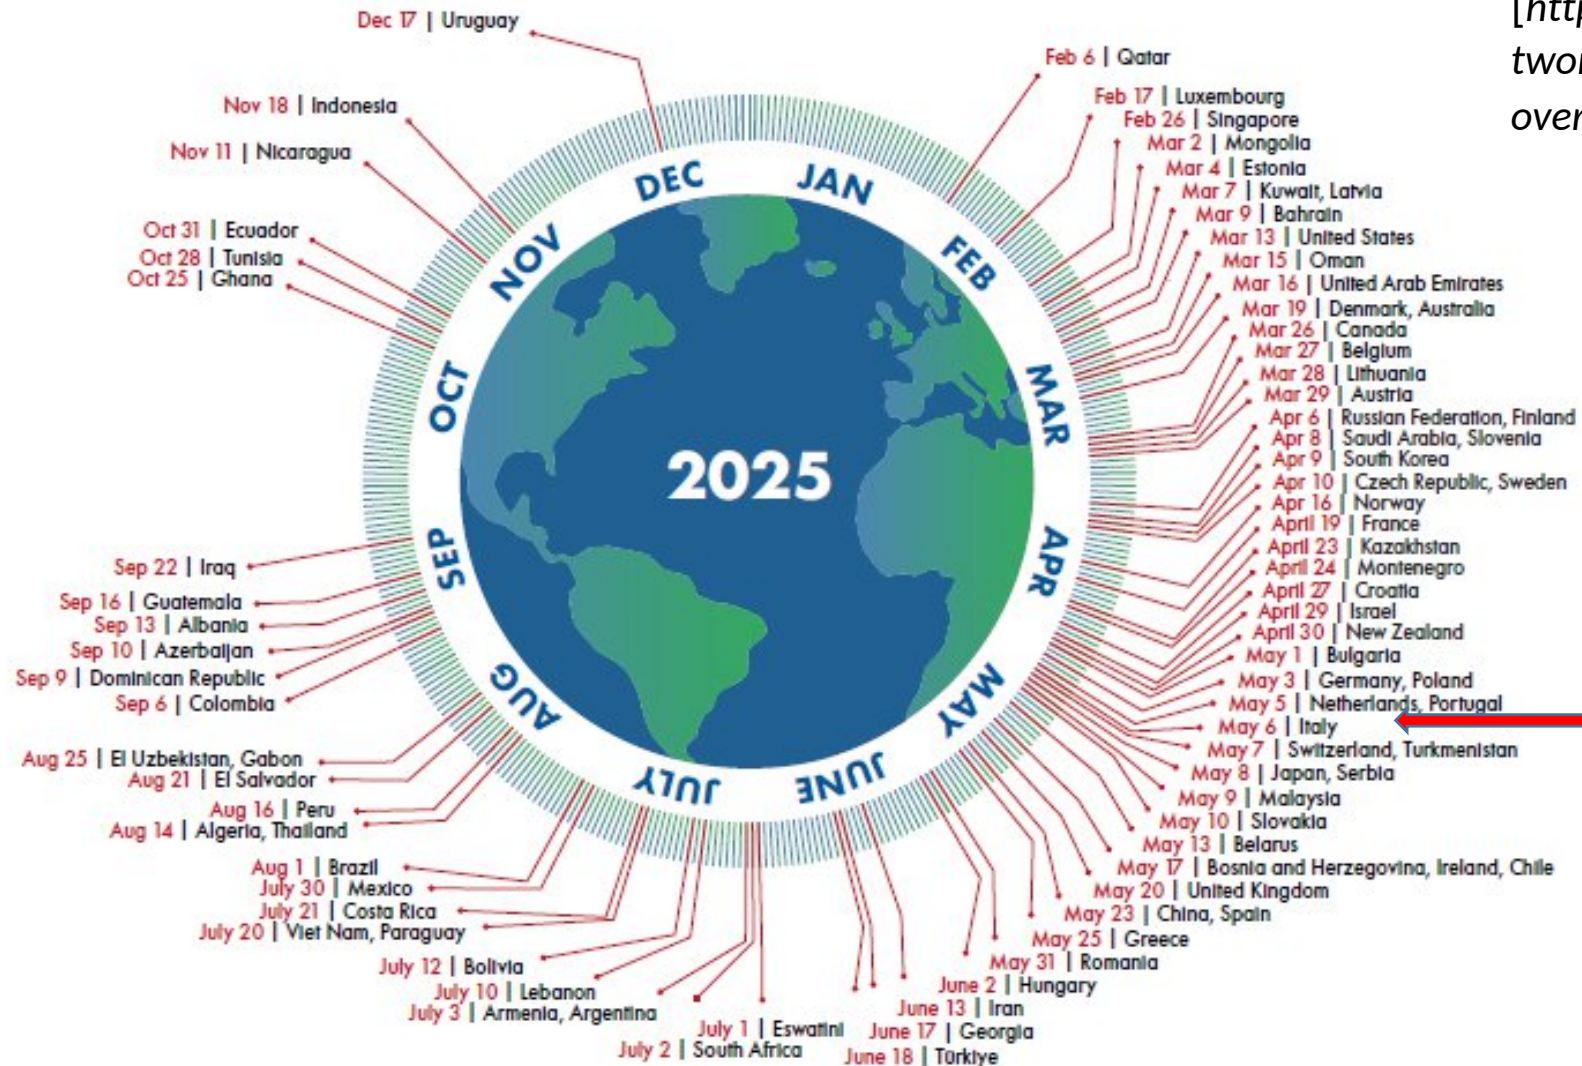 [http
twor
over
Dec 17 | Uruguay
Nov 18 | Indonesia
Nov 11 | Nicaragua
Oct 31 | Ecuador
Oct 28 | Tunisia
Oct 25 | Ghana
Sep 22 | Iraq
Sep 16 | Guatemala
Sep 13 | Albania
Sep 10 | Azerbaijan
Sep 9 | Dominican Republic
Sep 6 | Colombia
Aug 25 | El Uzbekistan, Gabon
Aug 21 | El Salvador
Aug 16 | Peru
Aug 14 | Algeria, Thailand
Aug 1 | Brazil
July 30 | Mexico
July 21 | Costa Rica
July 20 | Viet Nam, Paraguay
July 12 | Bolivia
July 10 | Lebanon
July 3 | Armenia, Argentina
July 2 | South Africa
July 1 | Eswatini
JAN
FEB
MAR
APR
MAY
JUNE
JULY
AUG
SEP
OCT
NOV
DEC
2025
Feb 6 | Qatar
Feb 17 | Luxembourg
Feb 26 | Singapore
Mar 2 | Mongolia
Mar 4 | Estonia
Mar 7 | Kuwait, Latvia
Mar 9 | Bahrain
Mar 13 | United States
Mar 15 | Oman
Mar 16 | United Arab Emirates
Mar 19 | Denmark, Australia
Mar 26 | Canada
Mar 27 | Belgium
Mar 28 | Lithuania
Mar 29 | Austria
Apr 6 | Russian Federation, Finland
Apr 8 | Saudi Arabia, Slovenia
Apr 9 | South Korea
Apr 10 | Czech Republic, Sweden
Apr 16 | Norway
April 19 | France
April 23 | Kazakhstan
April 24 | Montenegro
April 27 | Croatia
April 29 | Israel
April 30 | New Zealand
May 1 | Bulgaria
May 3 | Germany, Poland
May 5 | Netherlands, Portugal
May 6 | Italy
May 7 | Switzerland, Turkmenistan
May 8 | Japan, Serbia
May 9 | Malaysia
May 10 | Slovakia
May 13 | Belarus
May 17 | Bosnia and Herzegovina, Ireland, Chile
May 20 | United Kingdom
May 23 | China, Spain
May 25 | Greece
May 31 | Romania
June 2 | Hungary
June 13 | Iran
June 17 | Georgia
June 18 | Türkiye